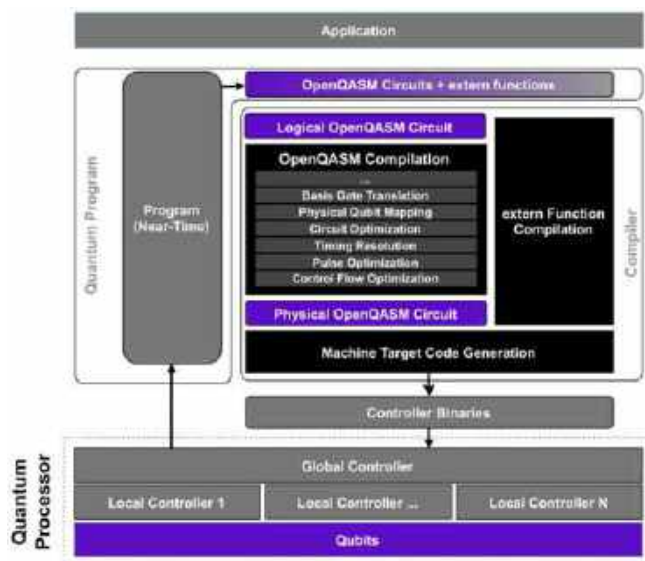 Application
Quantum Program
Program
(Near-Time)
OpenQASM Circuits + extern functions
Logical OpenQASM Circuit
OpenQASM Compilation
...
Basis Gate Translation
Physical Qubit Mapping
Circuit Optimization
Timing Resolution
Pulse Optimization
Control Flow Optimization
Physical OpenQASM Circuit
extern Function
Compilation
Compiler
Machine Target Code Generation
Controller Binaries
Quantum
Processor
Global Controller
Local Controller 1
Local Controller ...
Local Controller N
Qubits